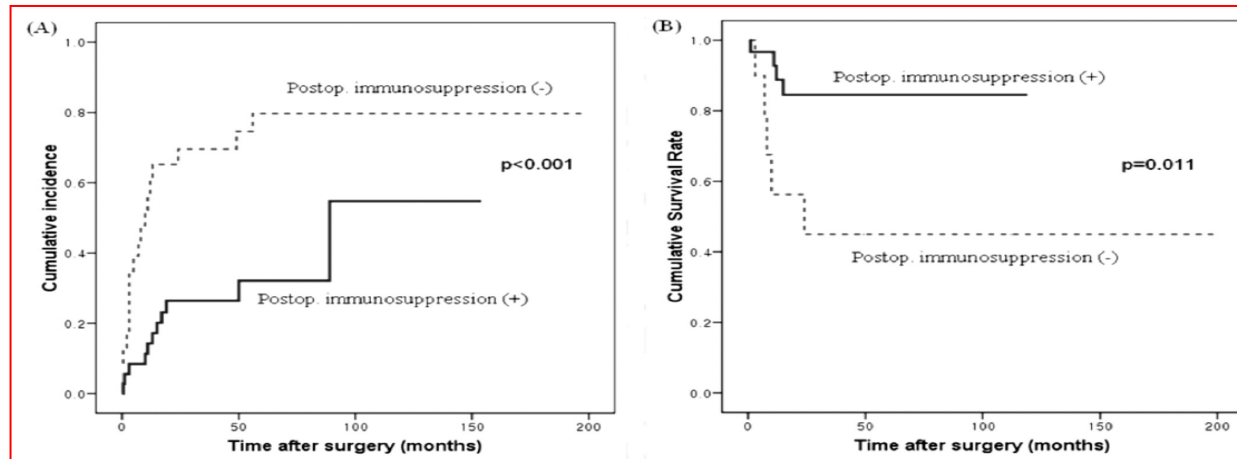 (A)
Cumulative incidence
1.0
0.8
0.6
0.4
0.2
0.0
Postop. immunosuppression (-)
p<0.001
Postop. immunosuppression (+)
0 50 100 150 200
Time after surgery (months)
(B)
Cumulative Survival Rate
1.0
0.8
0.6
0.4
0.2
0.0
Postop. immunosuppression (+)
p=0.011
Postop. immunosuppression (-)
0 50 100 150 200
Time after surgery (months)